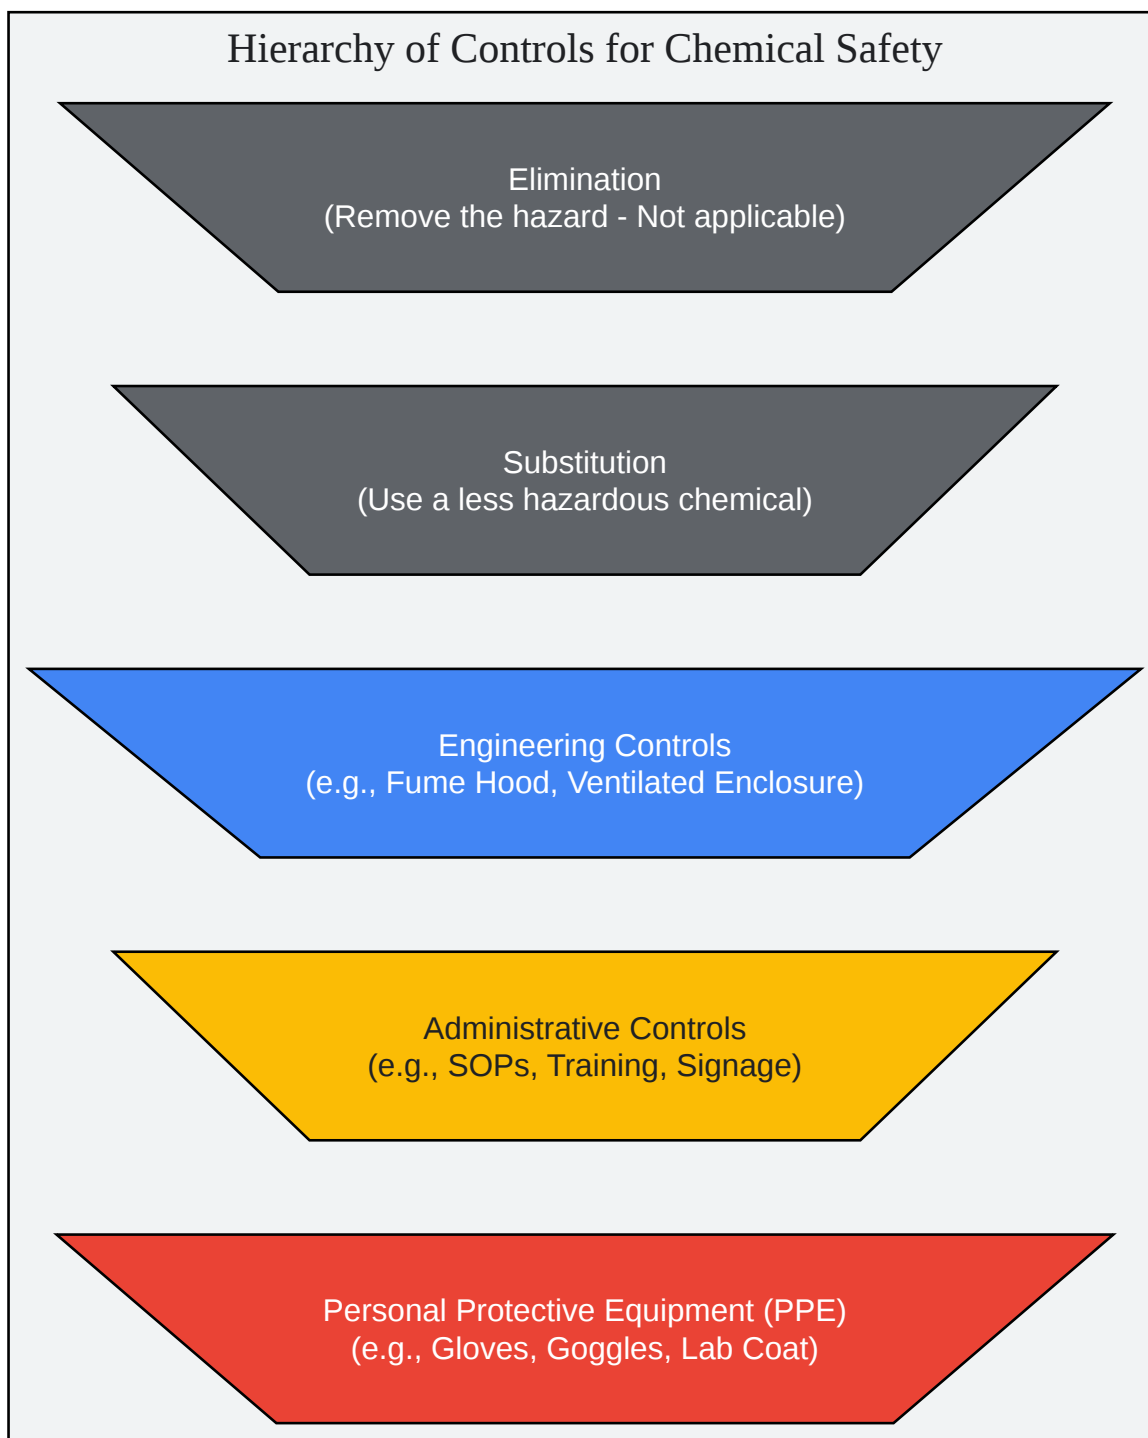 Hierarchy of Controls for Chemical Safety
Elimination
(Remove the hazard - Not applicable)
Substitution
(Use a less hazardous chemical)
Engineering Controls
(e.g., Fume Hood, Ventilated Enclosure)
Administrative Controls
(e.g., SOPs, Training, Signage)
Personal Protective Equipment (PPE)
(e.g., Gloves, Goggles, Lab Coat)